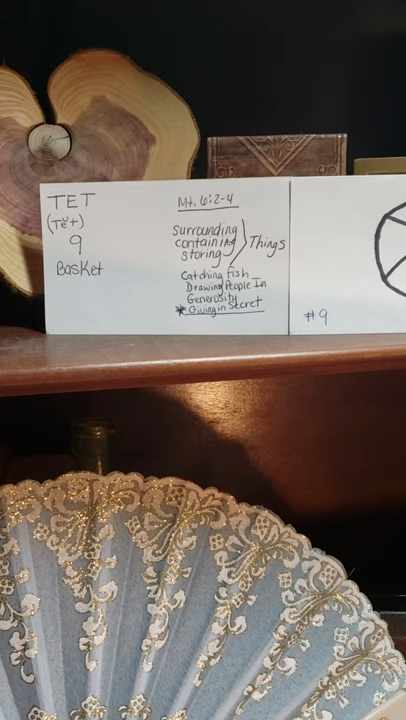 TET
(Tĕt)
9
Basket
Mt. 6:2-4
surrounding
containing
storing
Things
Catching Fish
Drawing People In
Generosity
* Giving in Secret
#9